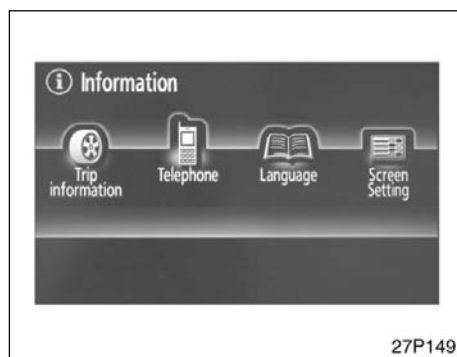 i Information
Trip
information
Telephone
Language
Screen
Setting
27P149